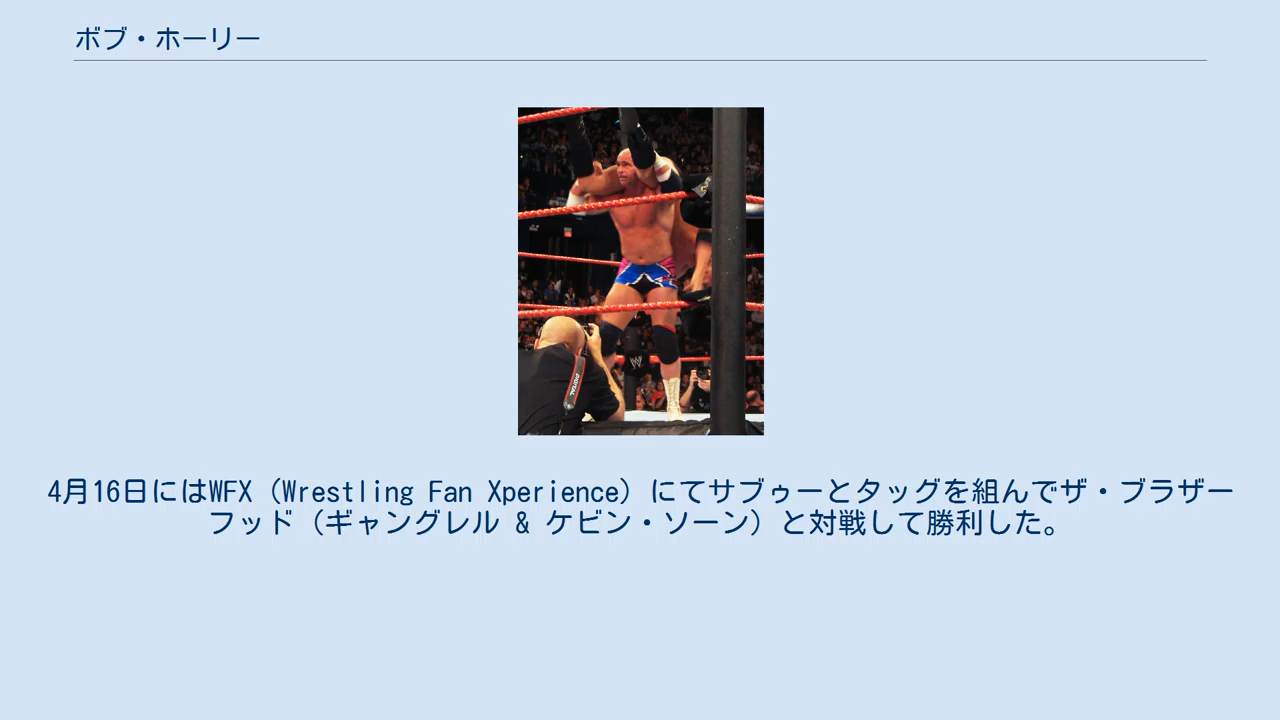 ボブ・ホーリー
DIGITAL
W
4月16日にはWFX（Wrestling Fan Xperience）にてサブゥーとタッグを組んでザ・ブラザー
フッド（ギャングレル & ケビン・ソーン）と対戦して勝利した。